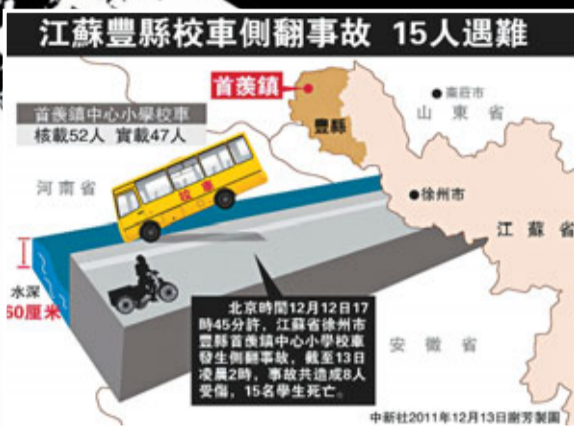 江蘇豐縣校車側翻事故 15人遇難
首羨鎮
首羨鎮中心小學校車
核載52人 實載47人
棗莊市
山東省
豐縣
河南省
校車
徐州市
江蘇省
水深
60厘米
北京時間12月12日17
時45分許，江蘇省徐州市
豐縣首羨鎮中心小學校車
發生側翻事故，截至13日
凌晨2時，事故共造成8人
受傷，15名學生死亡。
安徽省
中新社2011年12月13日謝芳製圖